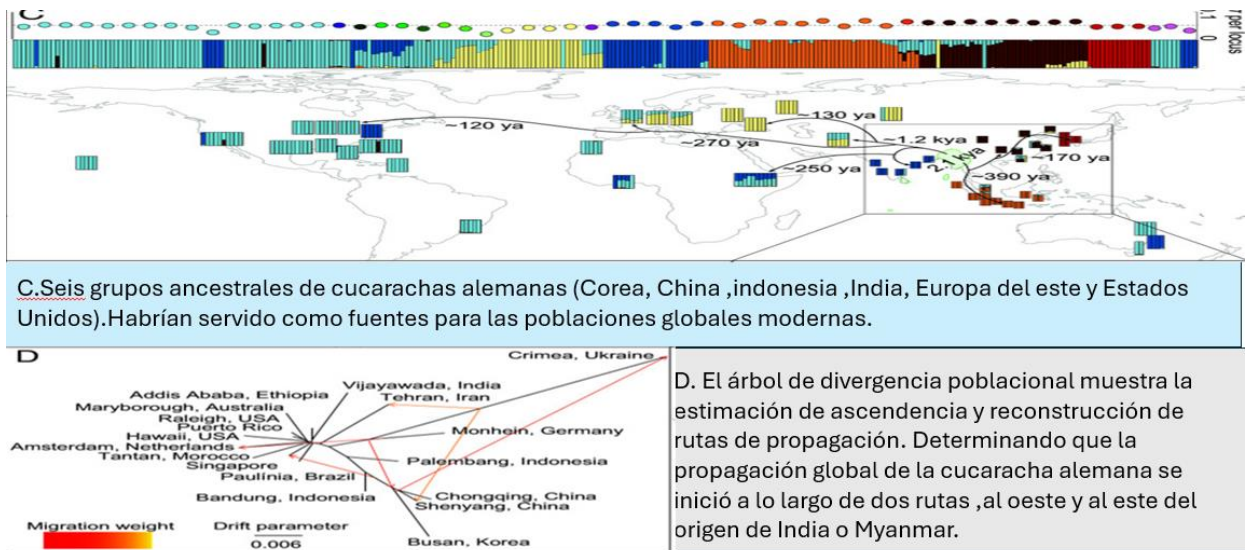 C
r per locus
0.1
0
~120 ya
~130 ya
~1.2 kya
~270 ya
~250 ya
2.1 kya
~170 ya
~390 ya
C.Seis grupos ancestrales de cucarachas alemanas (Corea, China ,indonesia ,India, Europa del este y Estados
Unidos).Habrían servido como fuentes para las poblaciones globales modernas.
D
Crimea, Ukraine
Addis Ababa, Ethiopia
Vijayawada, India
Maryborough, Australia
Tehran, Iran
Raleigh, USA
Puerto Rico
Hawaii, USA
Monhein, Germany
Amsterdam, Netherlands
Tantan, Morocco
Singapore
Palembang, Indonesia
Paulínia, Brazil
Bandung, Indonesia
Chongqing, China
Shenyang, China
Busan, Korea
Migration weight
Drift parameter
0.006
D. El árbol de divergencia poblacional muestra la
estimación de ascendencia y reconstrucción de
rutas de propagación. Determinando que la
propagación global de la cucaracha alemana se
inició a lo largo de dos rutas ,al oeste y al este del
origen de India o Myanmar.